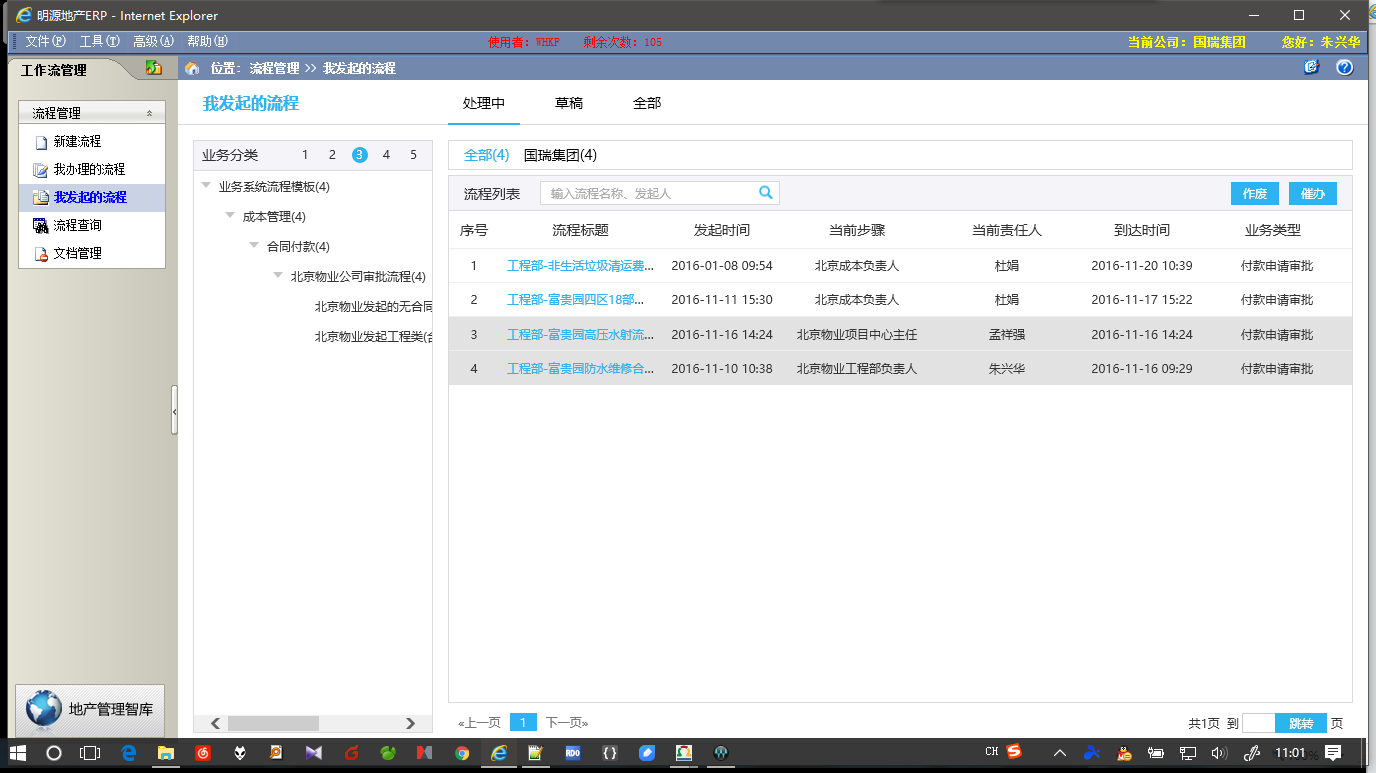 明源地产ERP - Internet Explorer
文件(F) 工具(T) 高级(A) 帮助(H) 使用者：WHKF 剩余次数：105 当前公司：国瑞集团 您好：朱兴华
工作流管理
位置： 流程管理 >> 我发起的流程
流程管理
新建流程
我办理的流程
我发起的流程
流程查询
文档管理
地产管理智库
我发起的流程 处理中 草稿 全部
业务分类 1 2 3 4 5
业务系统流程模板(4)
成本管理(4)
合同付款(4)
北京物业公司审批流程(4)
北京物业发起的无合同
北京物业发起工程类(合
全部(4) 国瑞集团(4)
流程列表 输入流程名称、发起人 作废 催办
序号 流程标题 发起时间 当前步骤 当前责任人 到达时间 业务类型
1 工程部-非生活垃圾清运费... 2016-01-08 09:54 北京成本负责人 杜娟 2016-11-20 10:39 付款申请审批
2 工程部-富贵园四区18部... 2016-11-11 15:30 北京成本负责人 杜娟 2016-11-17 15:22 付款申请审批
3 工程部-富贵园高压水射流... 2016-11-16 14:24 北京物业项目中心主任 孟祥强 2016-11-16 14:24 付款申请审批
4 工程部-富贵园防水维修合... 2016-11-10 10:38 北京物业工程部负责人 朱兴华 2016-11-16 09:29 付款申请审批
«上一页 1 下一页» 共1页 到 跳转 页
RDO CH 11:01